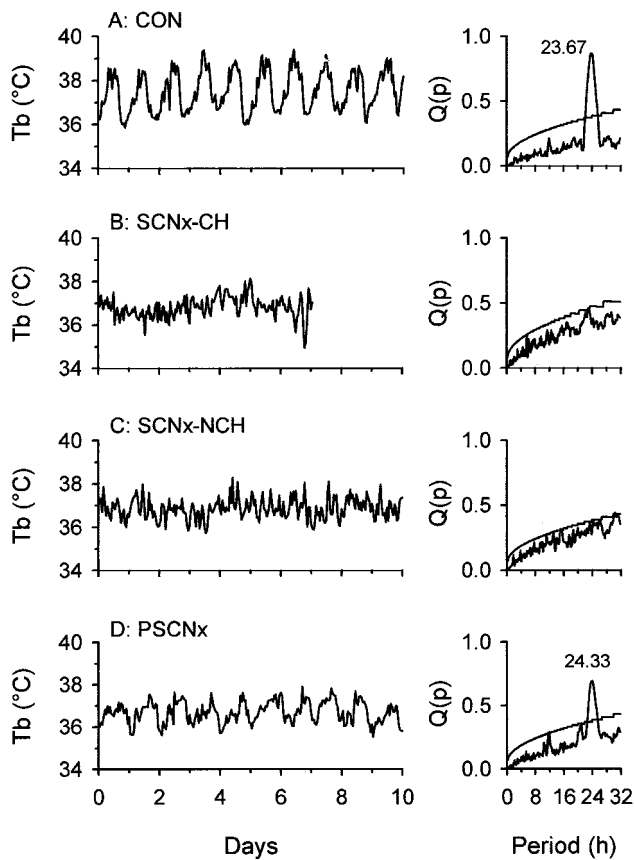 A: CON
40
38
36
34
Tb (°C)
1.0
0.5
0.0
Q(p)
23.67
B: SCNx-CH
40
38
36
34
Tb (°C)
1.0
0.5
0.0
Q(p)
C: SCNx-NCH
40
38
36
34
Tb (°C)
1.0
0.5
0.0
Q(p)
D: PSCNx
40
38
36
34
Tb (°C)
0 2 4 6 8 10
Days
1.0
0.5
0.0
Q(p)
24.33
0 8 16 24 32
Period (h)